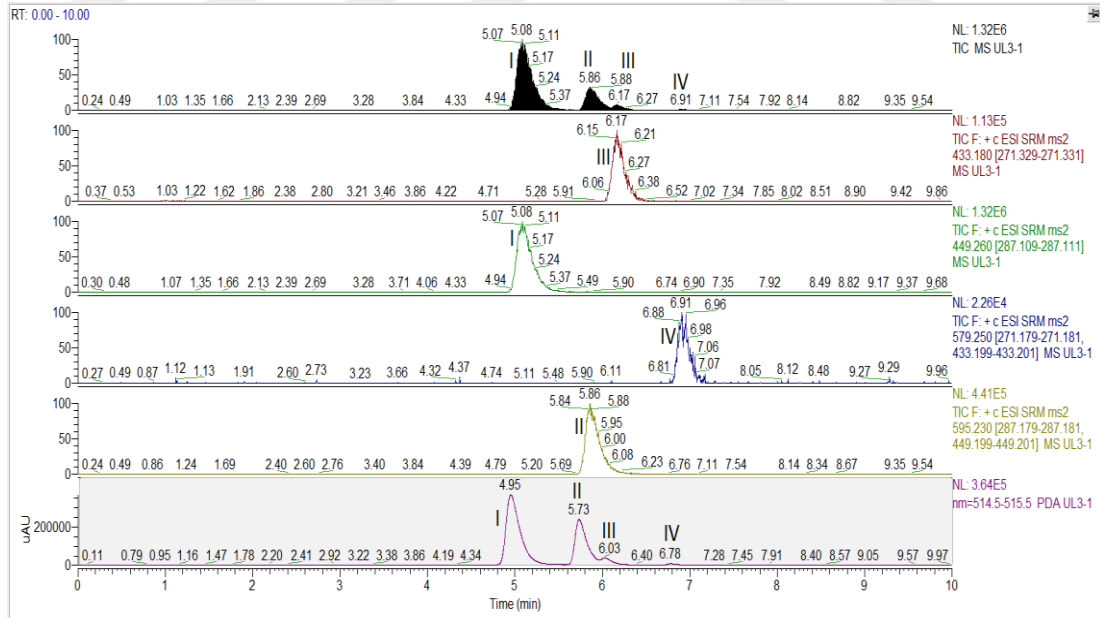 RT: 0.00 - 10.00
NL: 1.32E6
TIC MS UL3-1
100
50
0
5.07 5.08 5.11
5.17
5.24
5.37
I
II
III
IV
5.86 5.88
6.17 6.27
0.24 0.49 1.03 1.35 1.66 2.13 2.39 2.69 3.28 3.84 4.33 4.94 6.91 7.11 7.54 7.92 8.14 8.82 9.35 9.54
NL: 1.13E5
TIC F: + c ESI SRM ms2
433.180 [271.329-271.331]
MS UL3-1
100
50
0
6.15 6.17 6.21
6.27
6.38
III
0.37 0.53 1.03 1.22 1.62 1.86 2.38 2.80 3.21 3.46 3.86 4.22 4.71 5.28 5.91 6.06 6.52 7.02 7.34 7.85 8.02 8.51 8.90 9.42 9.86
NL: 1.32E6
TIC F: + c ESI SRM ms2
449.260 [287.109-287.111]
MS UL3-1
100
50
0
5.07 5.08 5.11
5.17
5.24
I
0.30 0.48 1.07 1.35 1.66 2.13 2.39 2.69 3.28 3.71 4.06 4.33 4.94 5.37 5.49 5.90 6.74 6.90 7.35 7.92 8.49 8.82 9.17 9.37 9.68
NL: 2.26E4
TIC F: + c ESI SRM ms2
579.250 [271.179-271.181,
433.199-433.201] MS UL3-1
100
50
0
6.88 6.91 6.96
6.98
7.06
7.07
IV
0.27 0.49 0.87 1.12 1.13 1.91 2.60 2.73 3.23 3.66 4.32 4.37 4.74 5.11 5.48 5.90 6.11 6.81 8.05 8.12 8.48 9.27 9.29 9.96
NL: 4.41E5
TIC F: + c ESI SRM ms2
595.230 [287.179-287.181,
449.199-449.201] MS UL3-1
100
50
0
5.84 5.86 5.88
5.95
6.00
6.08
II
0.24 0.49 0.86 1.24 1.69 2.40 2.60 2.76 3.40 3.84 4.39 4.79 5.20 5.69 6.23 6.76 7.11 7.54 8.14 8.34 8.67 9.35 9.54
NL: 3.64E5
nm=514.5-515.5 PDA UL3-1
uAU
200000
0
4.95
I
II
5.73
III
6.03
IV
6.78
0.11 0.79 0.95 1.16 1.47 1.78 2.20 2.41 2.92 3.22 3.38 3.86 4.19 4.34 6.40 7.28 7.45 7.91 8.40 8.57 9.05 9.57 9.97
0 1 2 3 4 5 6 7 8 9 10
Time (min)